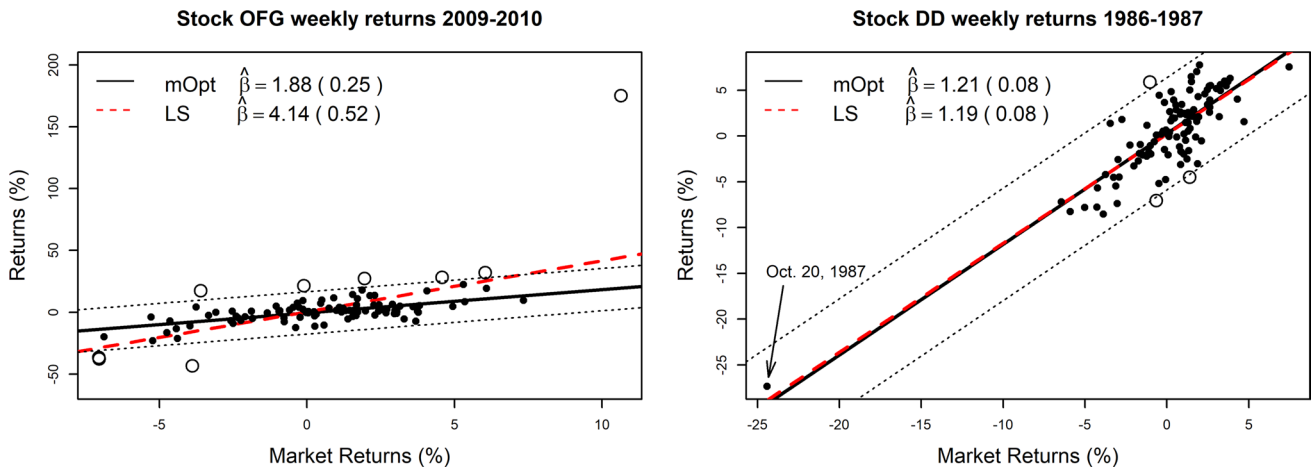 Stock OFG weekly returns 2009-2010
mOpt β̂ = 1.88 ( 0.25 )
LS β̂ = 4.14 ( 0.52 )
Returns (%)
200
150
100
50
0
-50
-5
0
5
10
Market Returns (%)
Stock DD weekly returns 1986-1987
mOpt β̂ = 1.21 ( 0.08 )
LS β̂ = 1.19 ( 0.08 )
Oct. 20, 1987
Returns (%)
5
0
-5
-10
-15
-20
-25
-25
-20
-15
-10
-5
0
5
Market Returns (%)